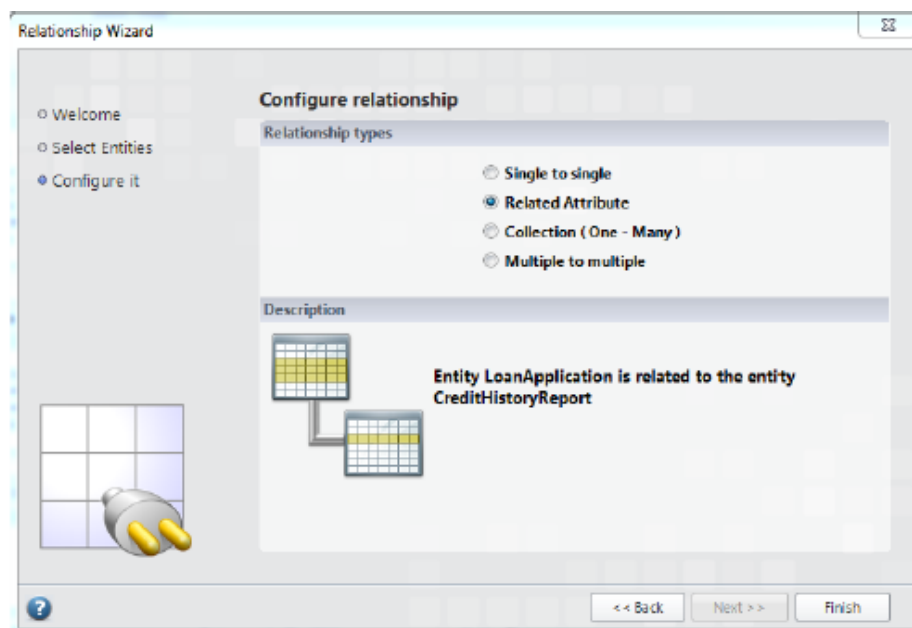 Relationship Wizard
Welcome
Select Entities
Configure it
Configure relationship
Relationship types
Single to single
Related Attribute
Collection ( One - Many )
Multiple to multiple
Description
Entity LoanApplication is related to the entity
CreditHistoryReport
?
<< Back
Next >>
Finish